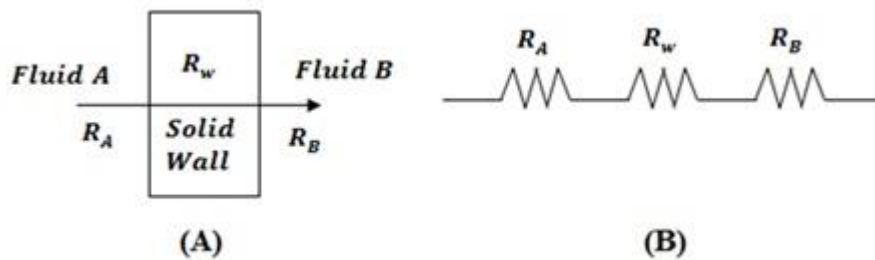 Fluid A
R_w
Fluid B
R_A
Solid
Wall
R_B
(A)
R_A R_w R_B
(B)